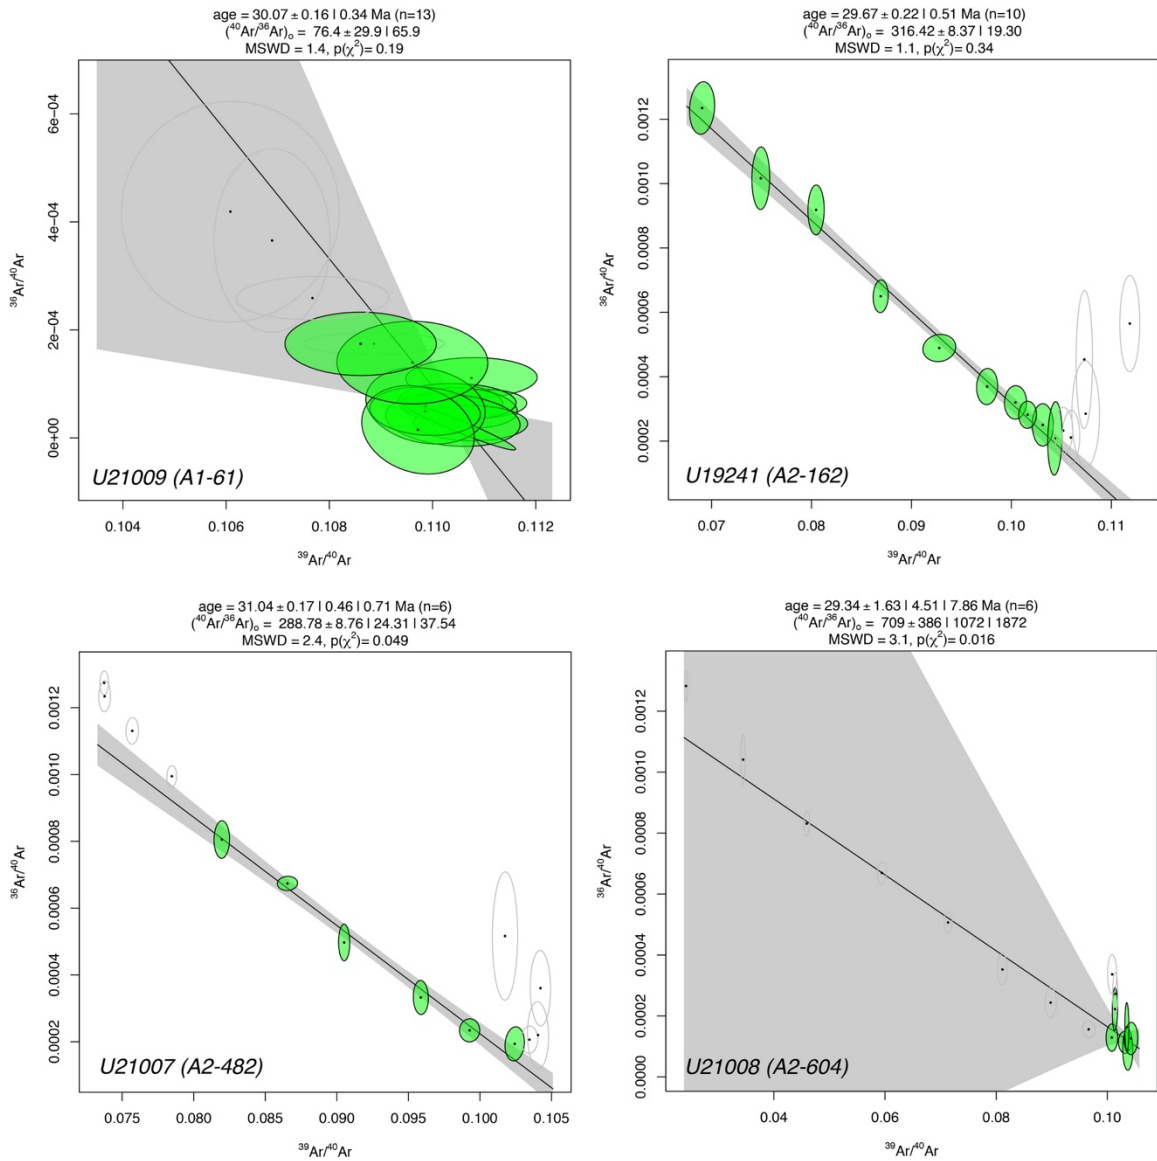 age = 30.07 ± 0.16 | 0.34 Ma (n=13)
(⁴⁰Ar/³⁶Ar)ₒ = 76.4 ± 29.9 | 65.9
MSWD = 1.4, p(χ²)= 0.19
³⁶Ar/⁴⁰Ar
6e−04
4e−04
2e−04
0e+00
U21009 (A1-61)
0.104
0.106
0.108
0.110
0.112
³⁹Ar/⁴⁰Ar
age = 29.67 ± 0.22 | 0.51 Ma (n=10)
(⁴⁰Ar/³⁶Ar)ₒ = 316.42 ± 8.37 | 19.30
MSWD = 1.1, p(χ²)= 0.34
³⁶Ar/⁴⁰Ar
0.0012
0.0010
0.0008
0.0006
0.0004
0.0002
U19241 (A2-162)
0.07
0.08
0.09
0.10
0.11
³⁹Ar/⁴⁰Ar
age = 31.04 ± 0.17 | 0.46 | 0.71 Ma (n=6)
(⁴⁰Ar/³⁶Ar)ₒ = 288.78 ± 8.76 | 24.31 | 37.54
MSWD = 2.4, p(χ²)= 0.049
³⁶Ar/⁴⁰Ar
0.0012
0.0010
0.0008
0.0006
0.0004
0.0002
U21007 (A2-482)
0.075
0.080
0.085
0.090
0.095
0.100
0.105
³⁹Ar/⁴⁰Ar
age = 29.34 ± 1.63 | 4.51 | 7.86 Ma (n=6)
(⁴⁰Ar/³⁶Ar)ₒ = 709 ± 386 | 1072 | 1872
MSWD = 3.1, p(χ²)= 0.016
³⁶Ar/⁴⁰Ar
0.0012
0.0010
0.0008
0.0006
0.0004
0.0002
0.0000
U21008 (A2-604)
0.04
0.06
0.08
0.10
³⁹Ar/⁴⁰Ar